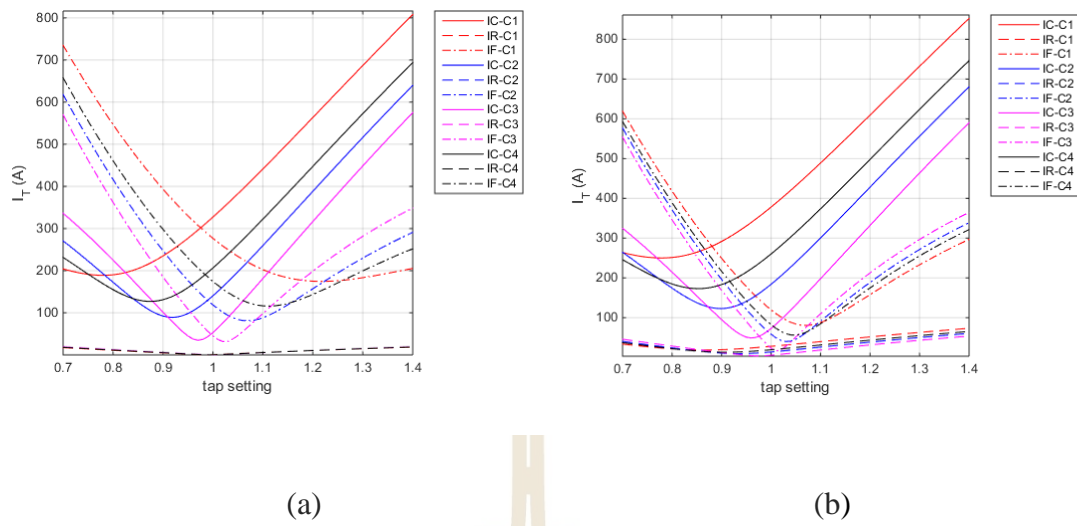 800
700
600
500
400
300
200
100
0.7 0.8 0.9 1 1.1 1.2 1.3 1.4
tap setting
I_T (A)
IC-C1
IR-C1
IF-C1
IC-C2
IR-C2
IF-C2
IC-C3
IR-C3
IF-C3
IC-C4
IR-C4
IF-C4
800
700
600
500
400
300
200
100
0.7 0.8 0.9 1 1.1 1.2 1.3 1.4
tap setting
I_T (A)
IC-C1
IR-C1
IF-C1
IC-C2
IR-C2
IF-C2
IC-C3
IR-C3
IF-C3
IC-C4
IR-C4
IF-C4
(a)
(b)